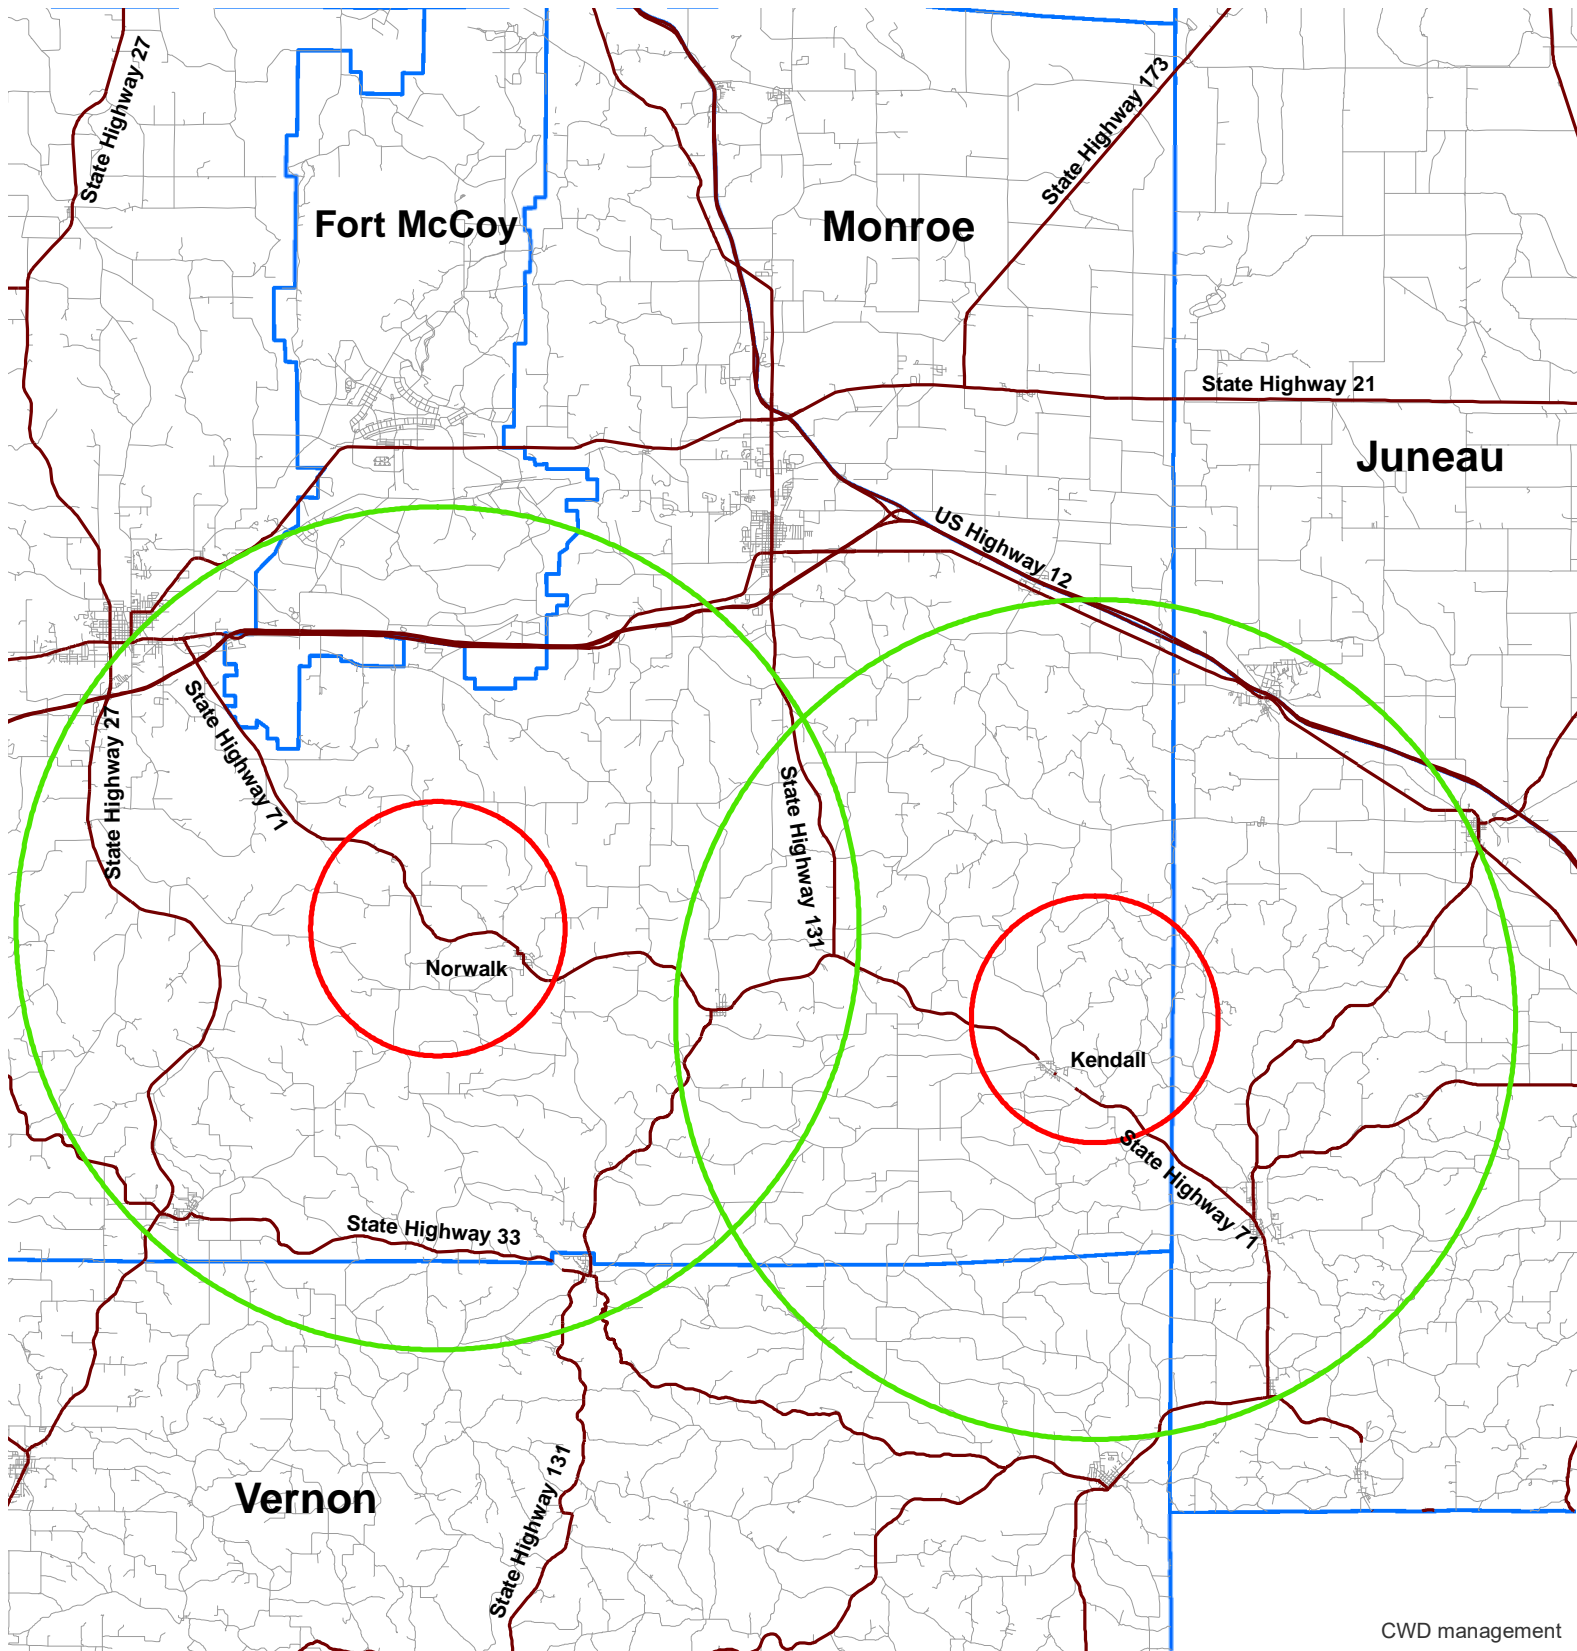 State Highway 27
State Highway 173
Fort McCoy
Monroe
State Highway 21
Juneau
US Highway 12
State Highway 27
State Highway 71
State Highway 131
Norwalk
Kendall
State Highway 71
State Highway 33
State Highway 131
Vernon
CWD management